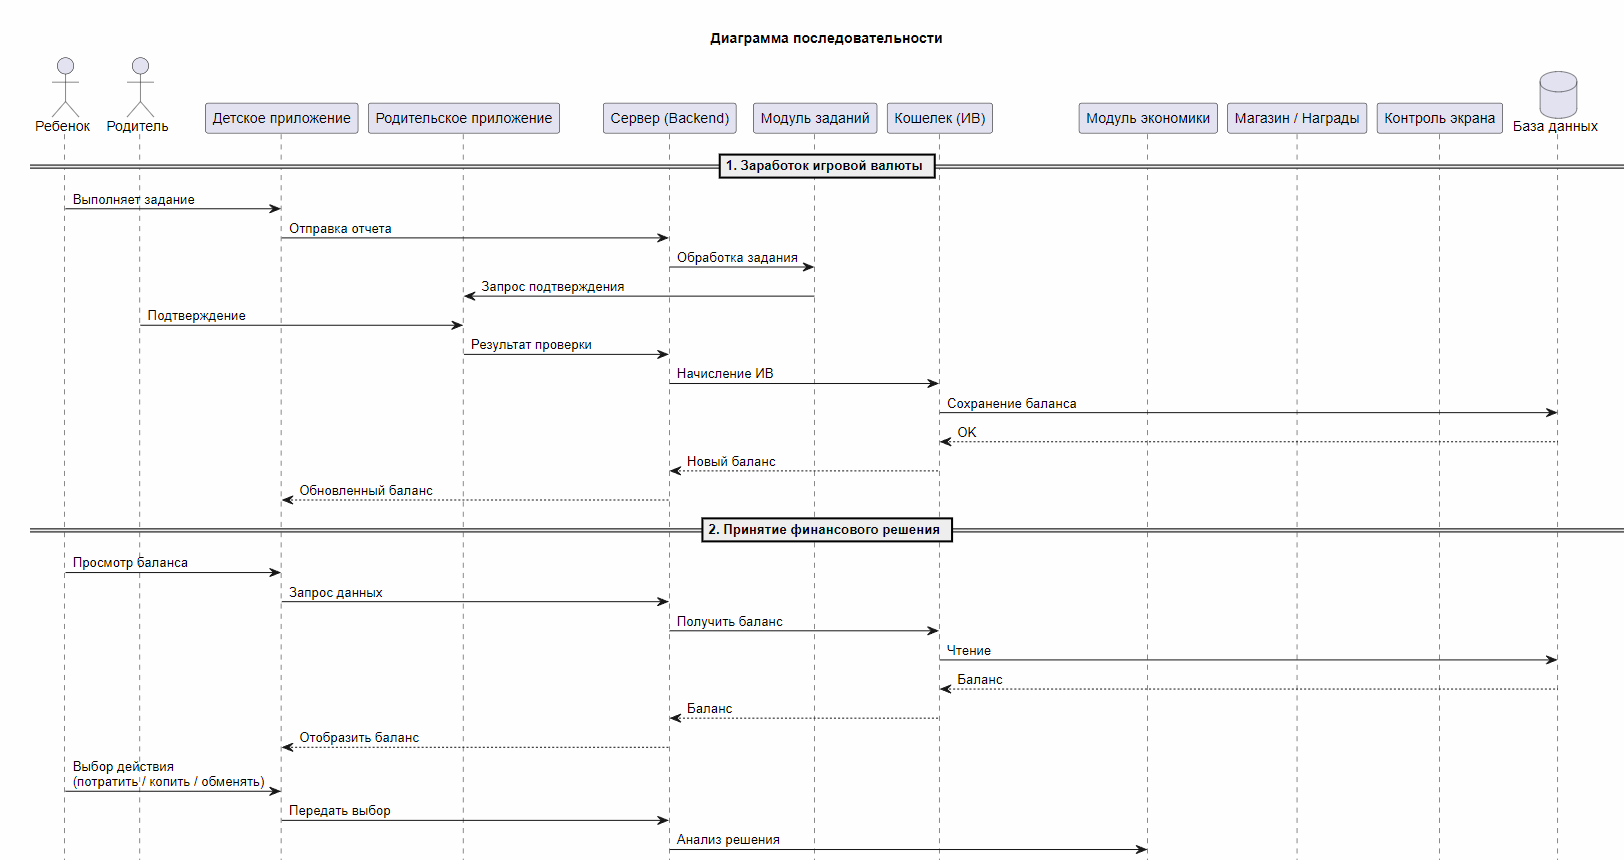 Диаграмма последовательности
Ребенок
Родитель
Детское приложение
Родительское приложение
Сервер (Backend)
Модуль заданий
Кошелек (ИВ)
Модуль экономики
Магазин / Награды
Контроль экрана
База данных
1. Заработок игровой валюты
Выполняет задание
Отправка отчета
Обработка задания
Запрос подтверждения
Подтверждение
Результат проверки
Начисление ИВ
Сохранение баланса
OK
Новый баланс
Обновленный баланс
2. Принятие финансового решения
Просмотр баланса
Запрос данных
Получить баланс
Чтение
Баланс
Баланс
Отобразить баланс
Выбор действия
(потратить / копить / обменять)
Передать выбор
Анализ решения